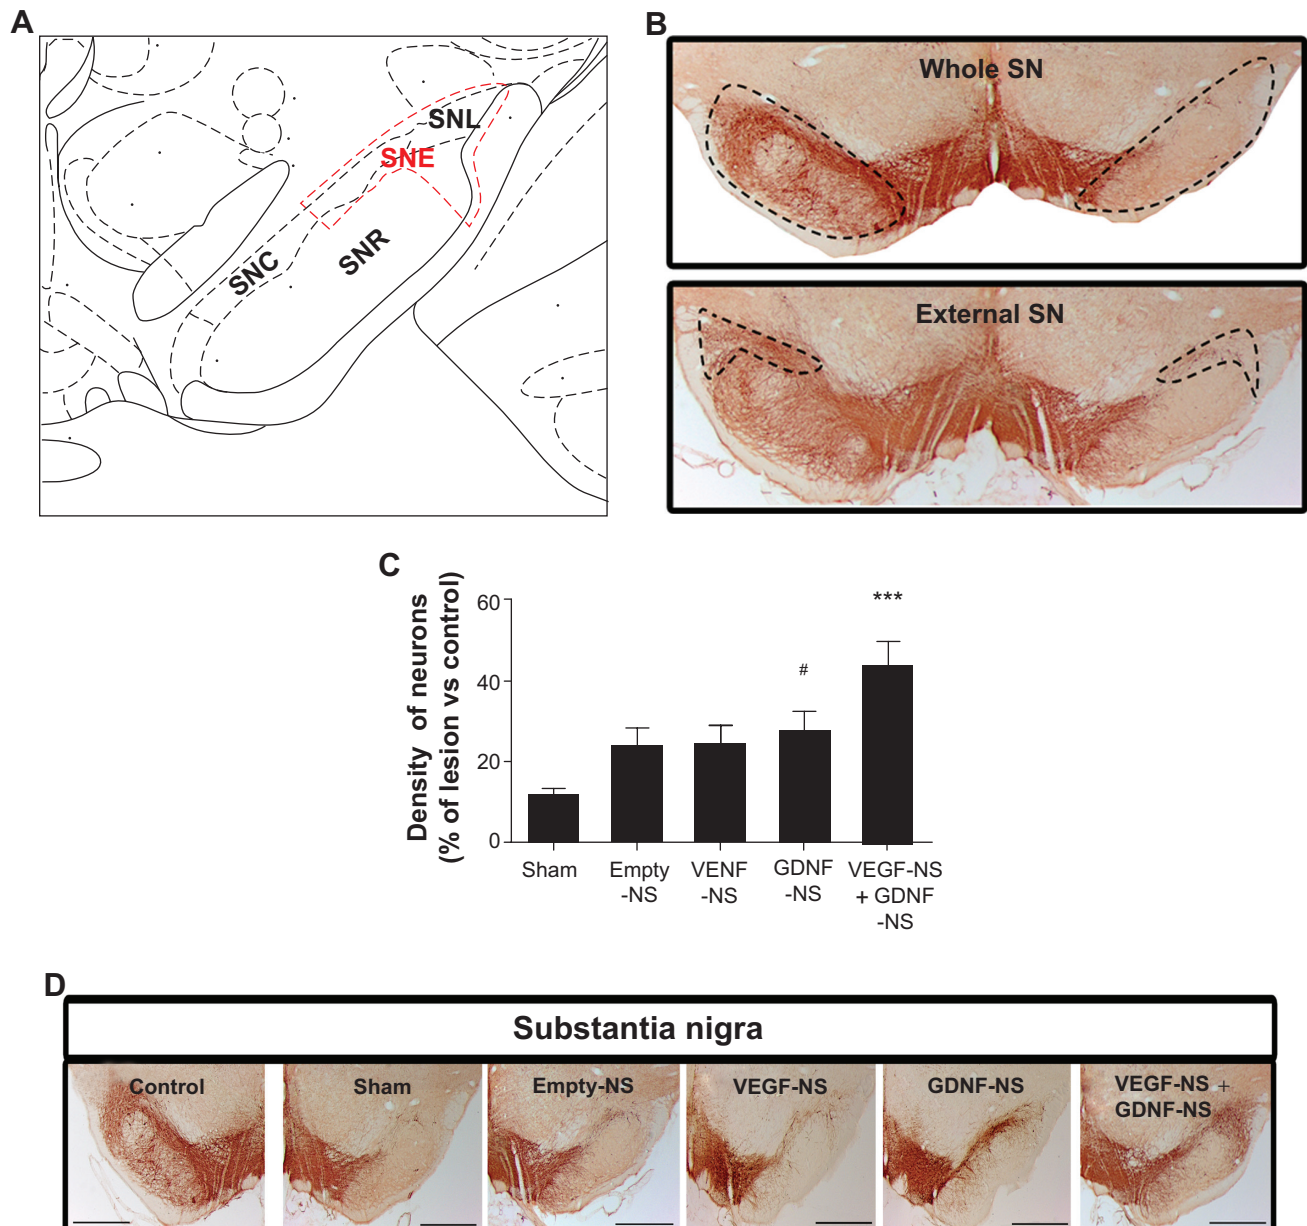 A
SNL
SNE
SNR
SNC
B
Whole SN
External SN
C
Density of neurons
(% of lesion vs control)
60
40
20
0
***
#
Sham
Empty
-NS
VENF
-NS
GDNF
-NS
VEGF-NS
+ GDNF
-NS
D
Substantia nigra
Control
Sham
Empty-NS
VEGF-NS
GDNF-NS
VEGF-NS +
GDNF-NS